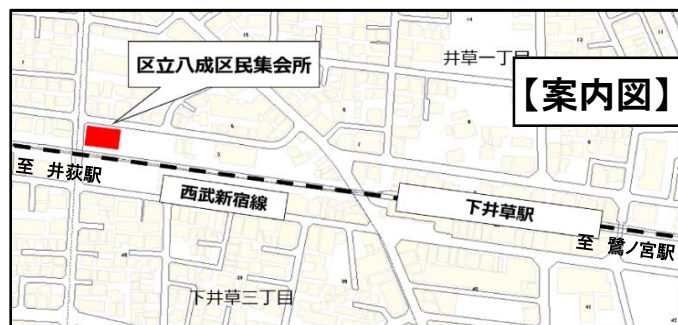 区立八成区民集会所
井草一丁目
【案内図】
至 井荻駅
西武新宿線
下井草駅
至 鷺ノ宮駅
下井草三丁目